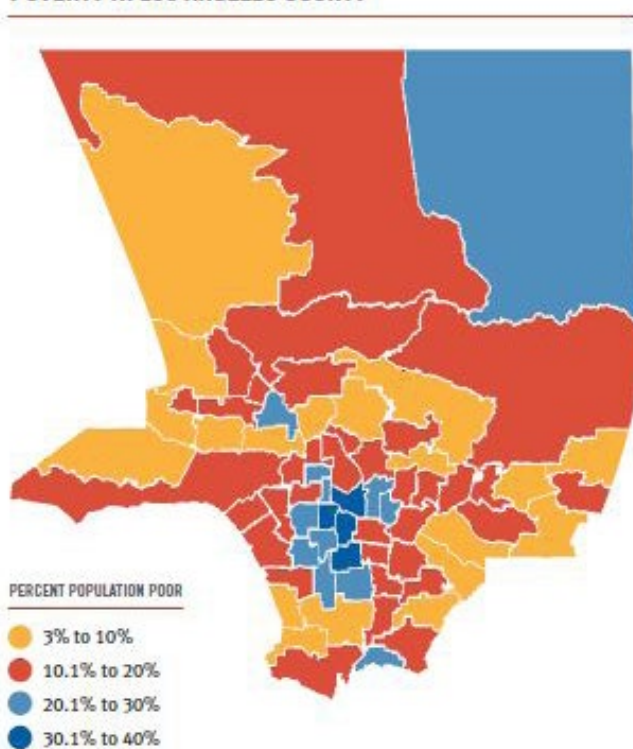 PERCENT POPULATION POOR
3% to 10%
10.1% to 20%
20.1% to 30%
30.1% to 40%